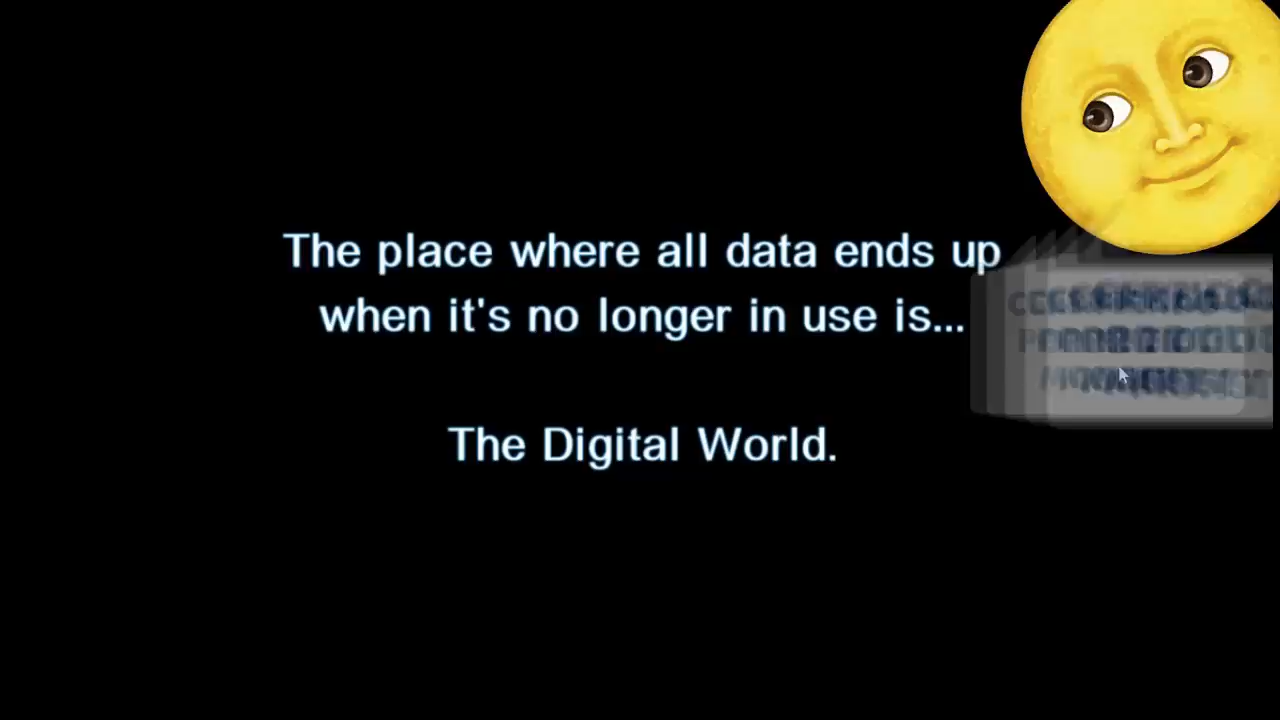 The place where all data ends up
when it's no longer in use is...
The Digital World.